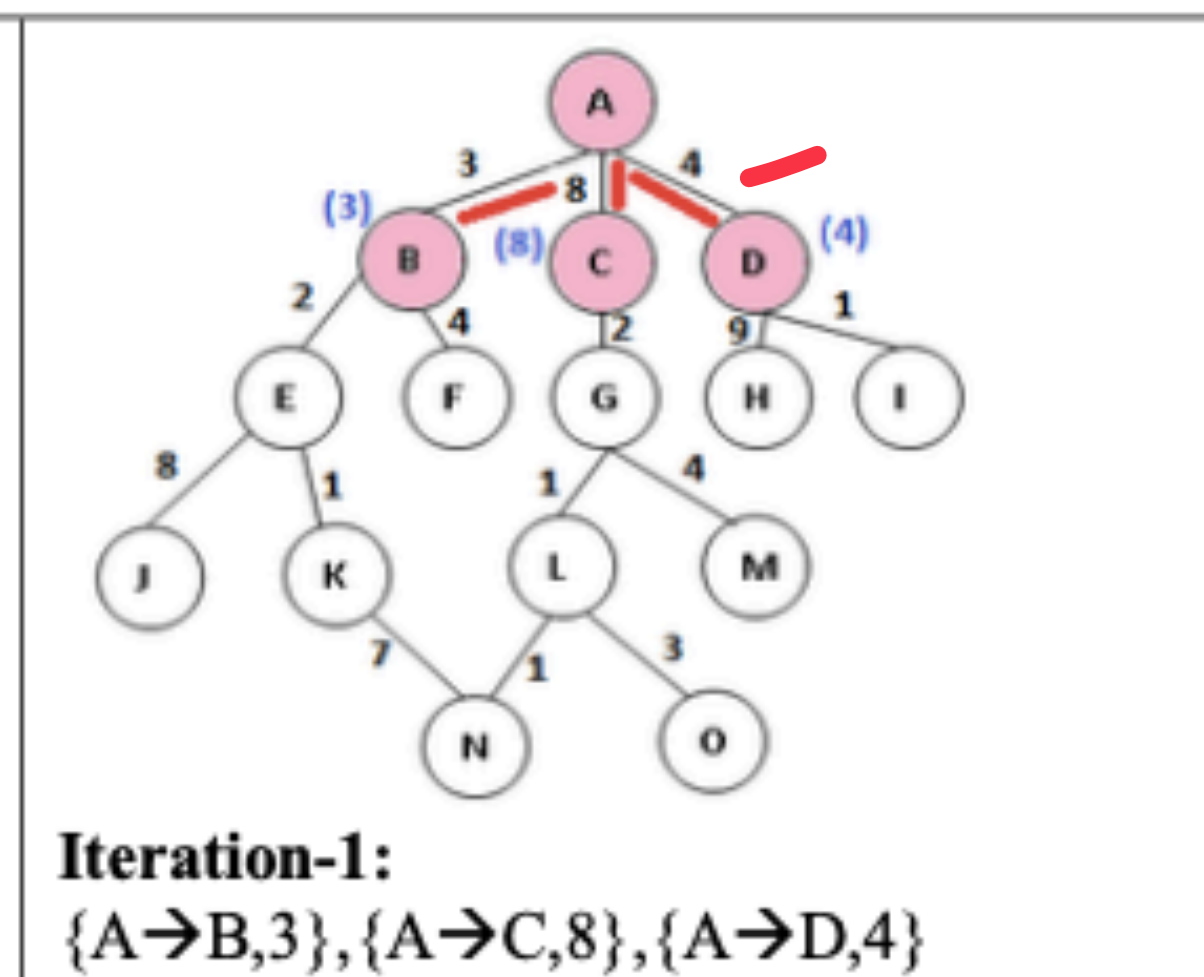 A
3 8 4
(3) B (8) C D (4)
2 4 2 9 1
E F G H I
8 1 1 4
J K L M
7 1 3
N O
Iteration-1:
{A→B,3},{A→C,8},{A→D,4}